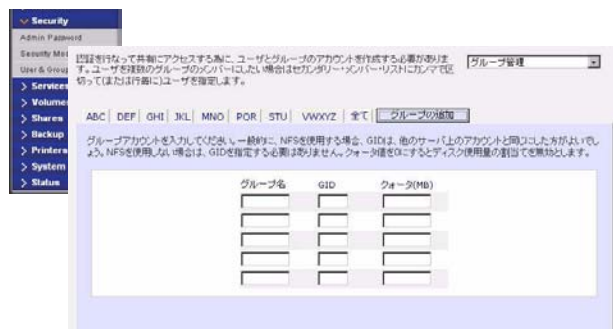 Security
Admin Password
Security
User & Group
Services
Volume
Shares
Backup
Printers
System
Status
認証を行なって共有にアクセスする為に、ユーザとグループのアカウントを作成する必要がありま
す。ユーザを複数のグループのメンバーにしたい場合はセカンダリー・メンバー・リストにカンマで区
切って(または行毎に)ユーザを指定します。
グループ管理
ABC DEF GHI JKL MNO PQR STU VWXYZ 全て グループの追加
グループアカウントを入力してください。一般的に、NFSを使用する場合、GIDは、他のサーバ上のアカウントと同じにした方がよいでし
ょう。NFSを使用しない場合は、GIDを指定する必要はありません。クォータ値を0にするとディスク使用量の割当てを無効とします。
グループ名 GID クォータ(MB)